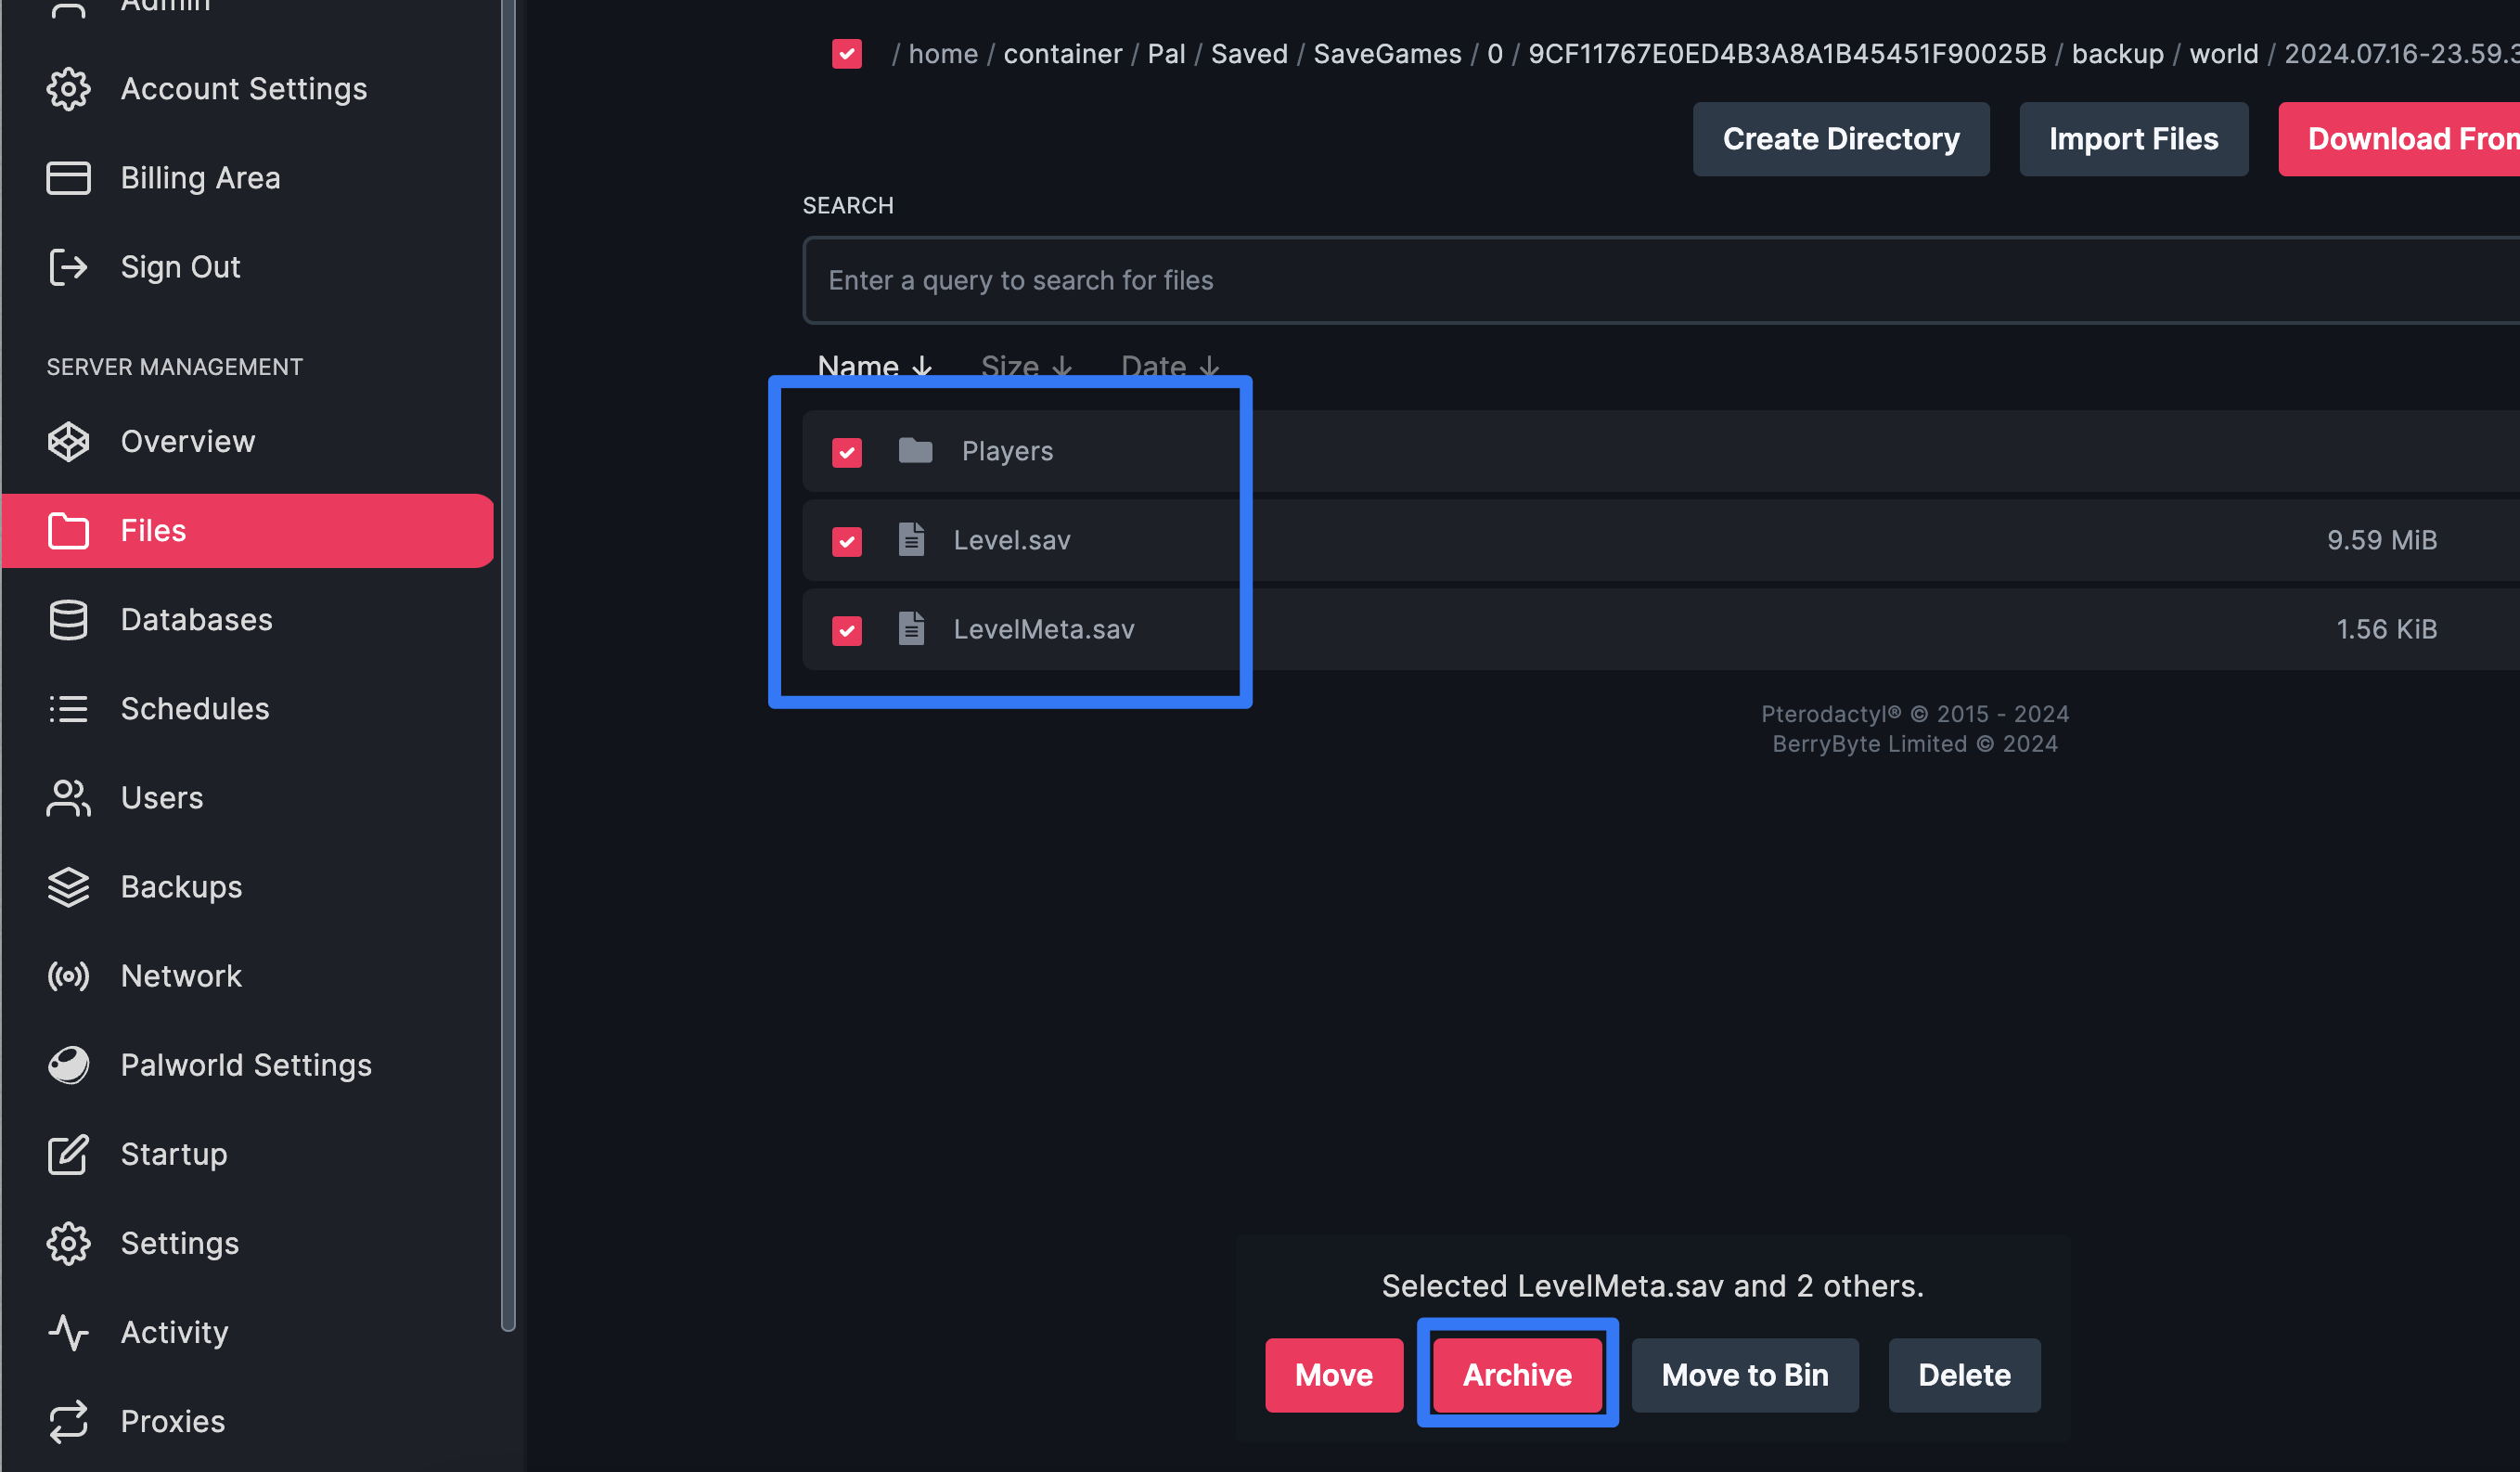 Admin
Account Settings
Billing Area
Sign Out
SERVER MANAGEMENT
Overview
Files
Databases
Schedules
Users
Backups
Network
Palworld Settings
Startup
Settings
Activity
Proxies
/ home / container / Pal / Saved / SaveGames / 0 / 9CF11767E0ED4B3A8A1B45451F90025B / backup / world / 2024.07.16-23.59.3
Create Directory Import Files Download From
SEARCH
Enter a query to search for files
Name ↓ Size ↓ Date ↓
Players
Level.sav 9.59 MiB
LevelMeta.sav 1.56 KiB
Pterodactyl® © 2015 - 2024
BerryByte Limited © 2024
Selected LevelMeta.sav and 2 others.
Move Archive Move to Bin Delete